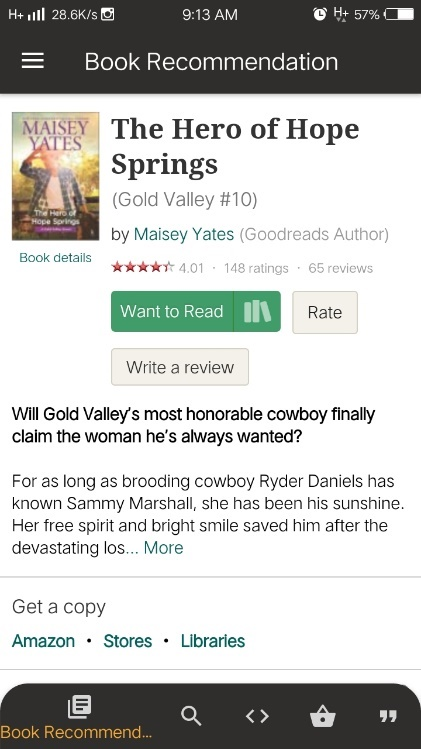 H+ 28.6K/s 9:13 AM H+ 57%
Book Recommendation
MAISEY
YATES
The Hero of
Hope Springs
The Hero of Hope
Springs
(Gold Valley #10)
by Maisey Yates (Goodreads Author)
Book details
4.01 · 148 ratings · 65 reviews
Want to Read
Rate
Write a review
Will Gold Valley's most honorable cowboy finally
claim the woman he's always wanted?
For as long as brooding cowboy Ryder Daniels has
known Sammy Marshall, she has been his sunshine.
Her free spirit and bright smile saved him after the
devastating los... More
Get a copy
Amazon • Stores • Libraries
Book Recommend...